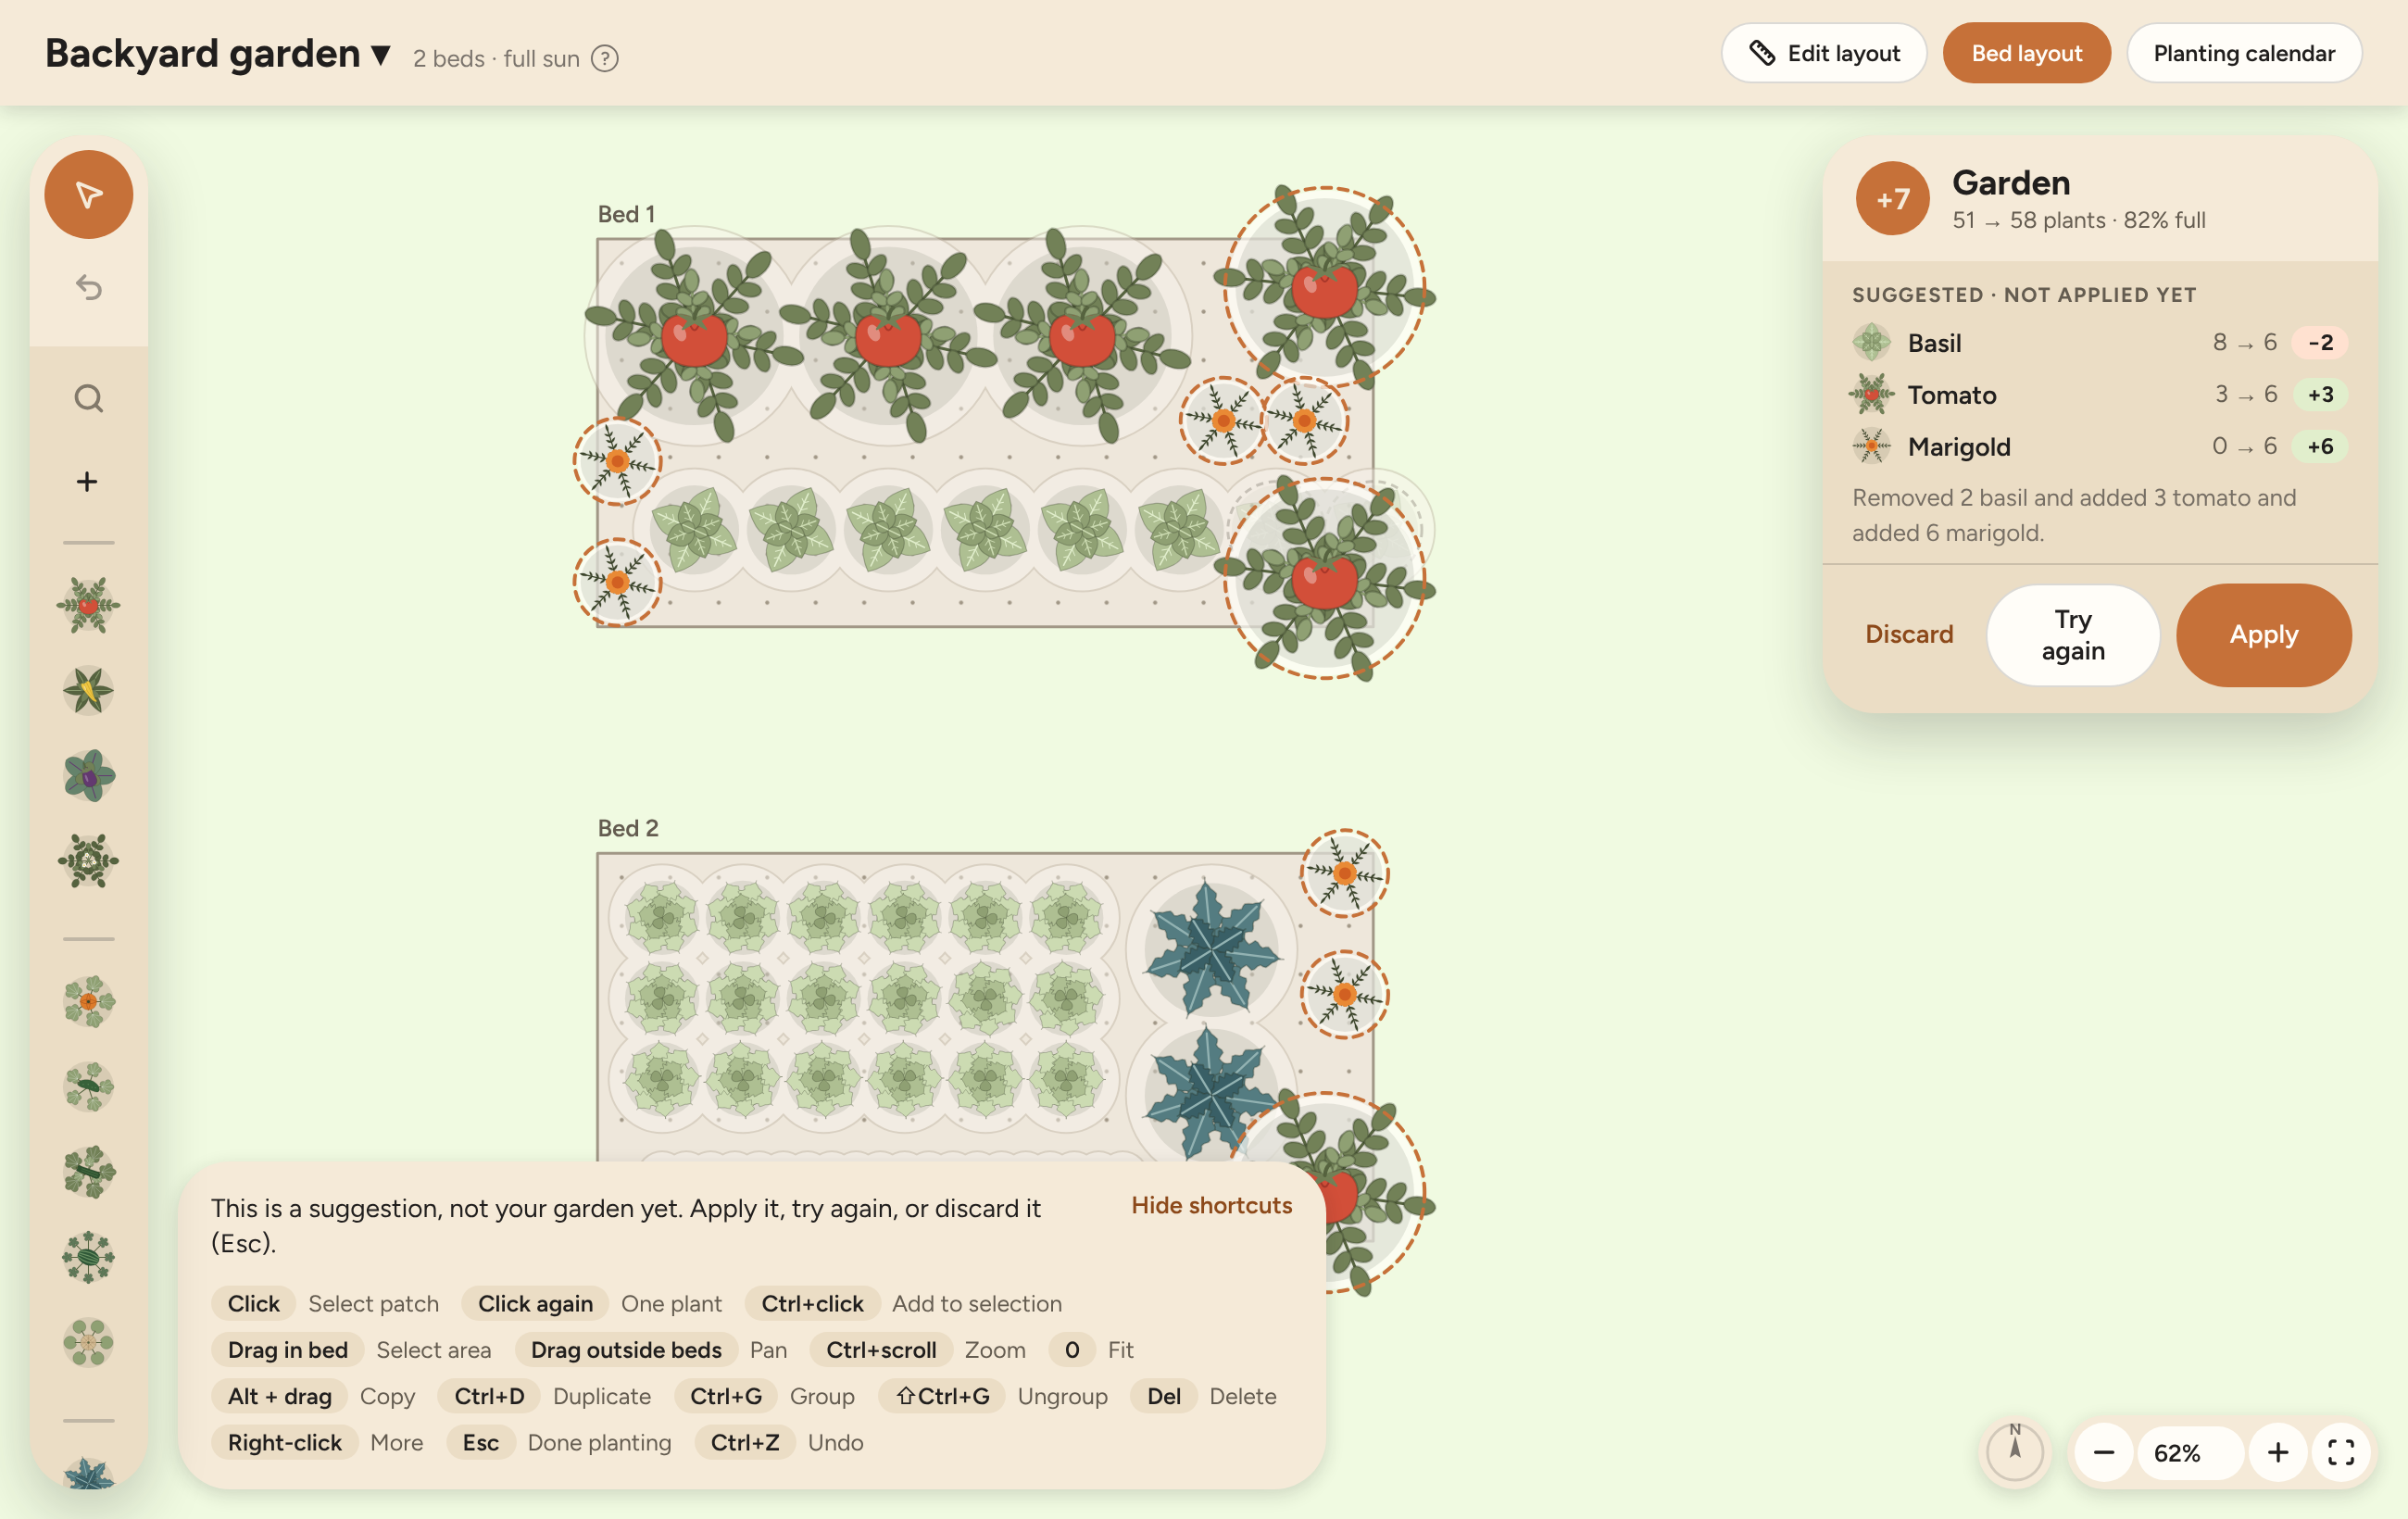 Backyard garden ▼ 2 beds · full sun ?
Edit layout
Bed layout
Planting calendar
Bed 1
Bed 2
+7
Garden
51 → 58 plants · 82% full
SUGGESTED · NOT APPLIED YET
Basil 8 → 6 -2
Tomato 3 → 6 +3
Marigold 0 → 6 +6
Removed 2 basil and added 3 tomato and
added 6 marigold.
Discard
Try
again
Apply
This is a suggestion, not your garden yet. Apply it, try again, or discard it
(Esc).
Hide shortcuts
Click Select patch Click again One plant Ctrl+click Add to selection
Drag in bed Select area Drag outside beds Pan Ctrl+scroll Zoom 0 Fit
Alt + drag Copy Ctrl+D Duplicate Ctrl+G Group ⇧Ctrl+G Ungroup Del Delete
Right-click More Esc Done planting Ctrl+Z Undo
N
62%